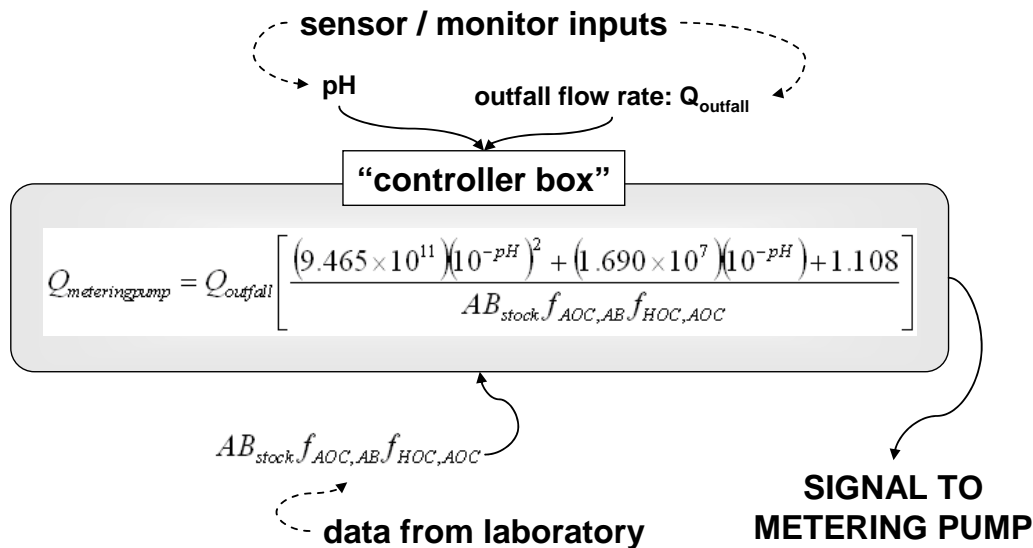 sensor / monitor inputs
pH
outfall flow rate: Q_outfall
“controller box”
Q_meteringpump = Q_outfall [ ((9.465×10^11)(10^-pH)^2 + (1.690×10^7)(10^-pH) + 1.108) / (AB_stock f_AOC,AB f_HOC,AOC) ]
AB_stock f_AOC,AB f_HOC,AOC
data from laboratory
SIGNAL TO
METERING PUMP